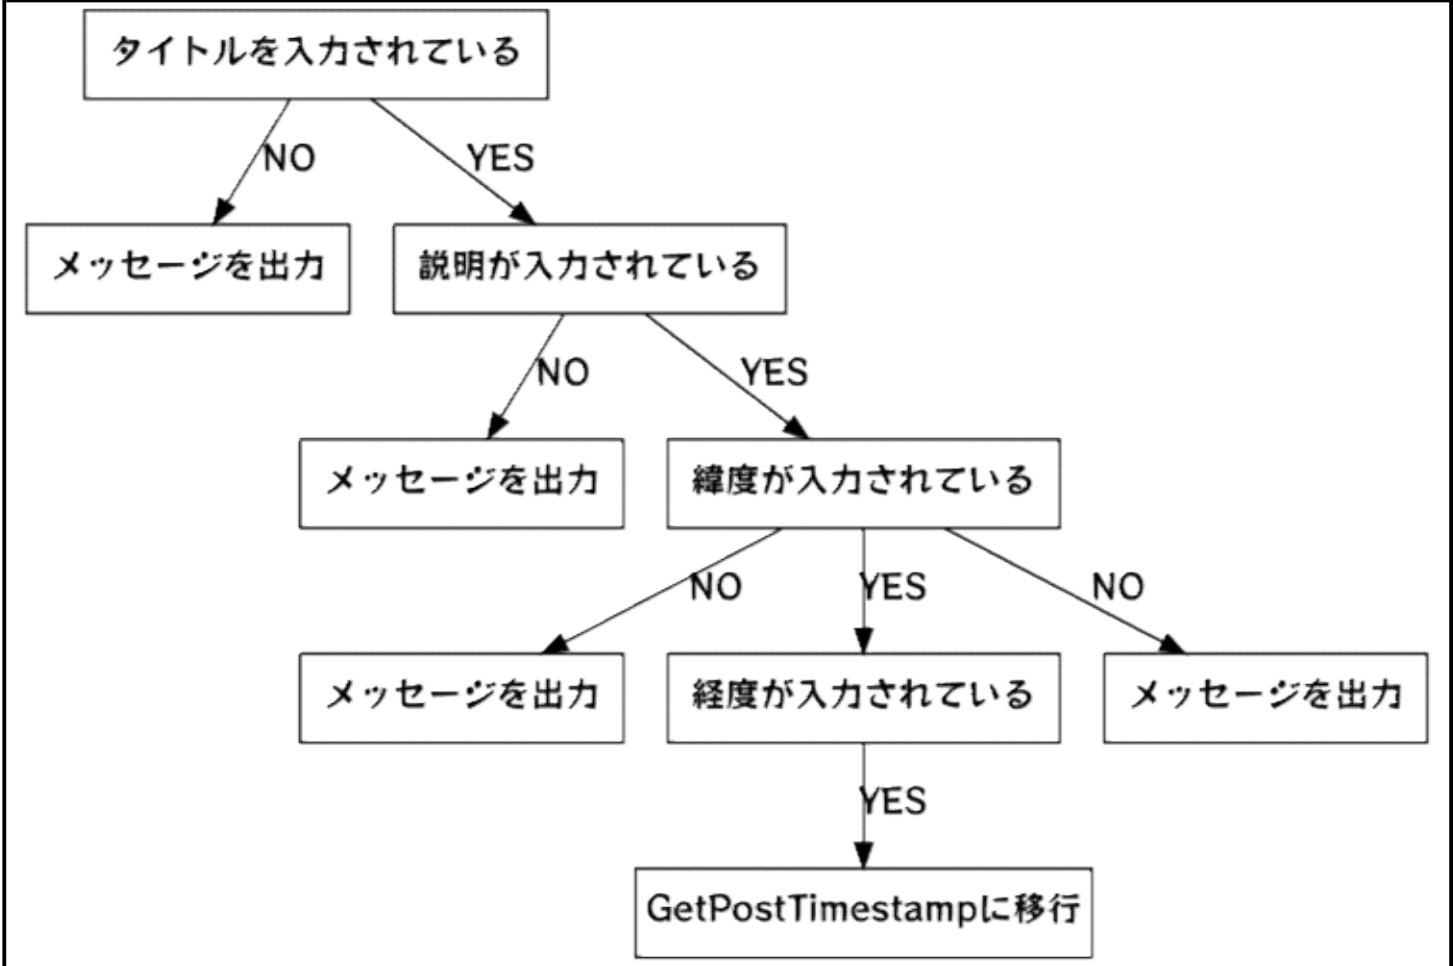 タイトルを入力されている
NO
YES
メッセージを出力
説明が入力されている
NO
YES
メッセージを出力
緯度が入力されている
NO
YES
NO
メッセージを出力
経度が入力されている
メッセージを出力
YES
GetPostTimestampに移行